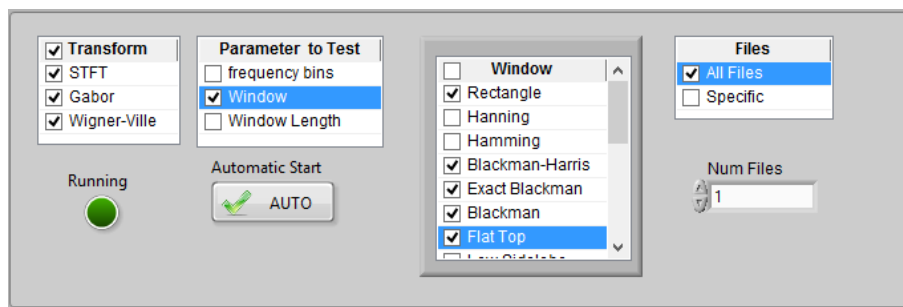 Transform
STFT
Gabor
Wigner-Ville
Parameter to Test
frequency bins
Window
Window Length
Window
Rectangle
Hanning
Hamming
Blackman-Harris
Exact Blackman
Blackman
Flat Top
Files
All Files
Specific
Running
Automatic Start
AUTO
Num Files
1